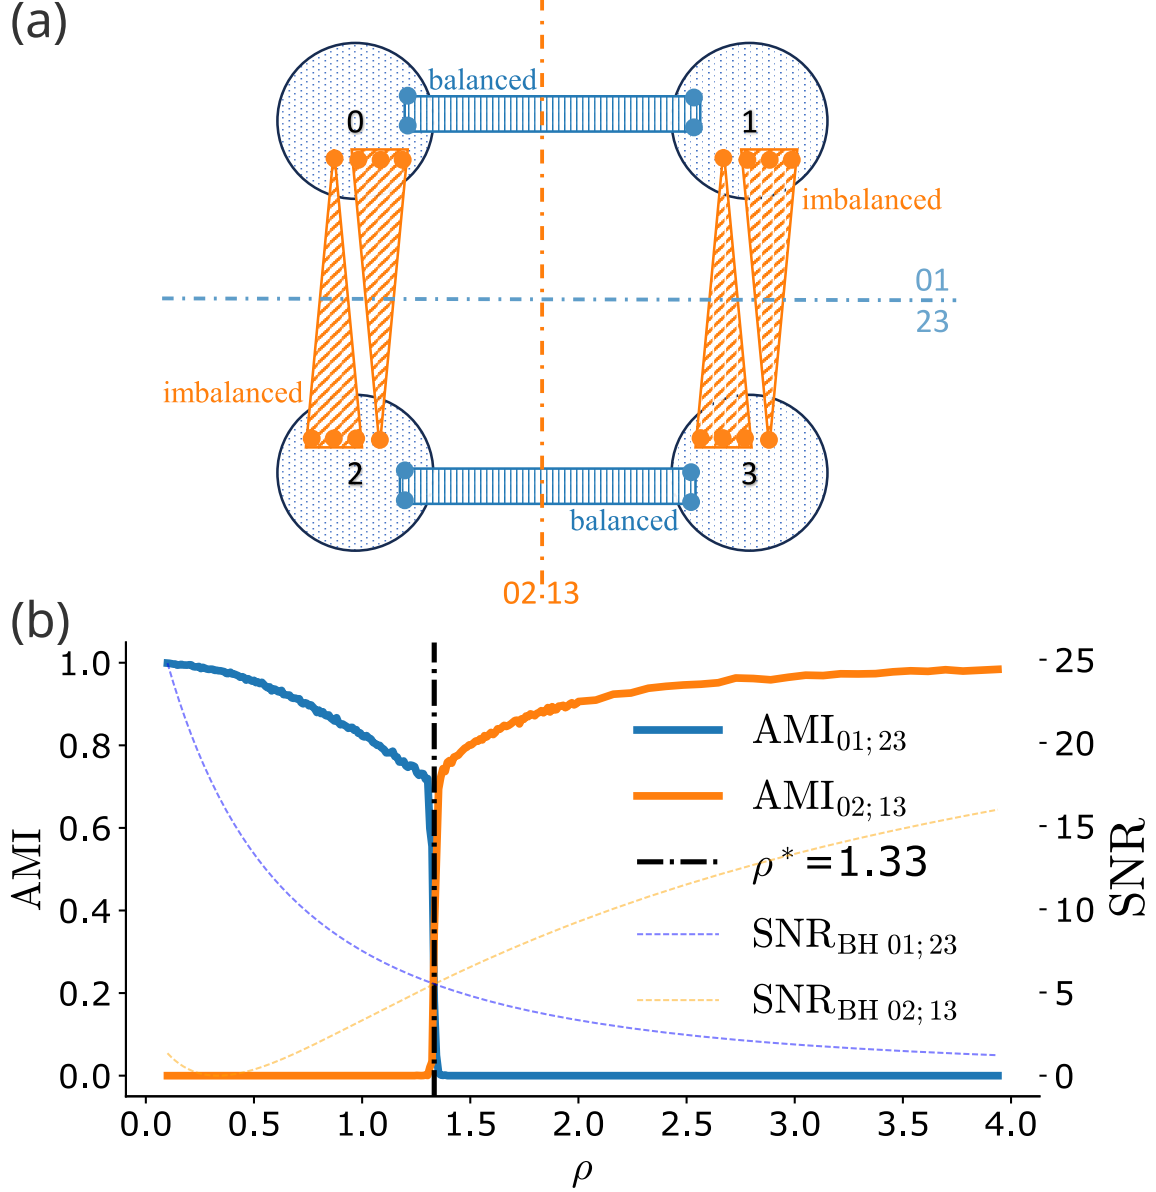 (a)
balanced
0
1
imbalanced
01
23
imbalanced
2
3
balanced
02 13
(b)
1.0
0.8
0.6
0.4
0.2
0.0
AMI
25
20
15
10
5
0
SNR
AMI01; 23
AMI02; 13
ρ* = 1.33
SNRBH 01; 23
SNRBH 02; 13
0.0 0.5 1.0 1.5 2.0 2.5 3.0 3.5 4.0
ρ